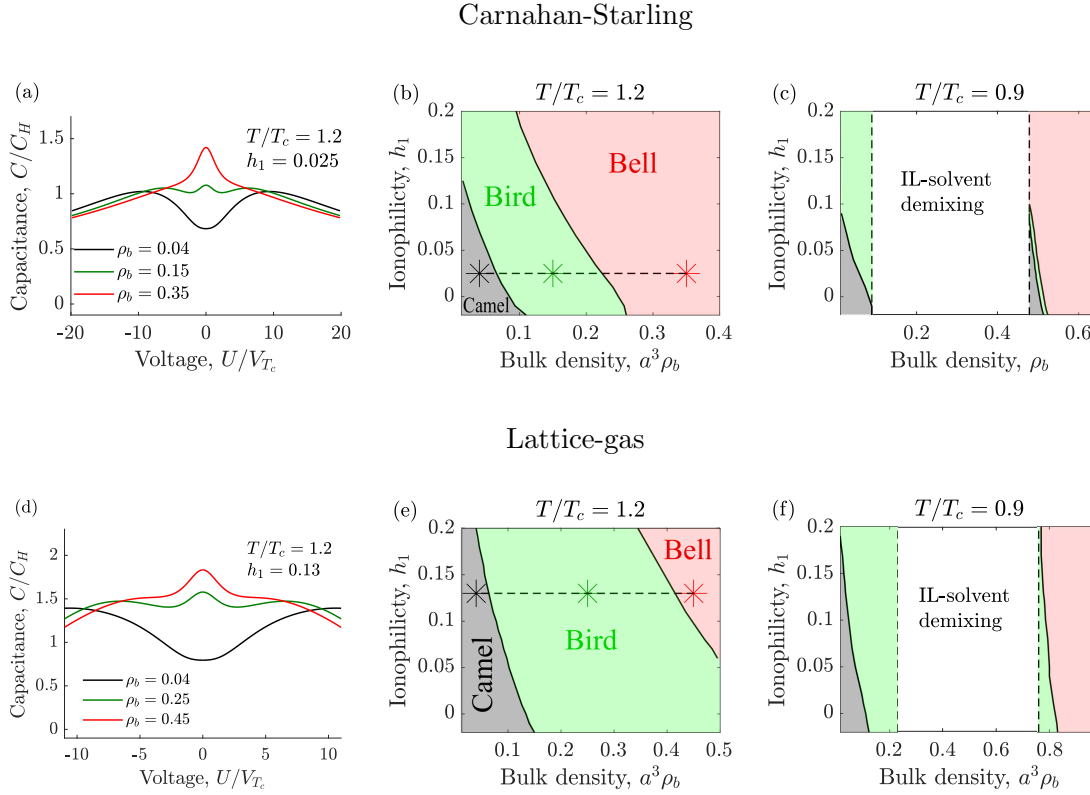 Carnahan-Starling
(a)
T/T_c = 1.2
h_1 = 0.025
Capacitance, C/C_H
1.5
1
0.5
0
ρ_b = 0.04
ρ_b = 0.15
ρ_b = 0.35
-20 -10 0 10 20
Voltage, U/V_{T_c}
(b)
T/T_c = 1.2
Ionophilicty, h_1
0.2
0.15
0.1
0.05
0
Bell
Bird
Camel
0.1 0.2 0.3 0.4
Bulk density, a^3ρ_b
(c)
T/T_c = 0.9
Ionophilicty, h_1
0.2
0.15
0.1
0.05
0
IL-solvent
demixing
0.2 0.4 0.6
Bulk density, ρ_b
Lattice-gas
(d)
T/T_c = 1.2
h_1 = 0.13
Capacitance, C/C_H
2
1.5
1
0.5
0
ρ_b = 0.04
ρ_b = 0.25
ρ_b = 0.45
-10 -5 0 5 10
Voltage, U/V_{T_c}
(e)
T/T_c = 1.2
Ionophilicty, h_1
0.2
0.15
0.1
0.05
0
Bell
Bird
Camel
0.1 0.2 0.3 0.4 0.5
Bulk density, a^3ρ_b
(f)
T/T_c = 0.9
Ionophilicty, h_1
0.2
0.15
0.1
0.05
0
IL-solvent
demixing
0.2 0.4 0.6 0.8
Bulk density, a^3ρ_b